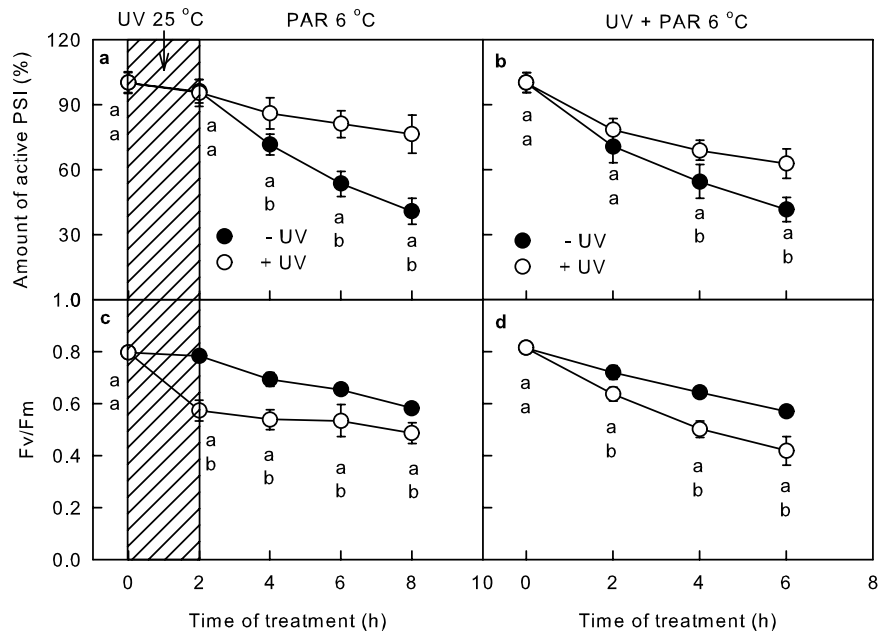 UV 25 °C PAR 6 °C UV + PAR 6 °C
120 a b
90
60
30
0
Amount of active PSI (%)
a a a a a a a
a a b b b a a b b
- UV - UV
+ UV + UV
1.0 c d
0.8
0.6
0.4
0.2
0.0
Fv/Fm
a a a a a a a a a
a b b b b a b b b
0 2 4 6 8 10 0 2 4 6 8
Time of treatment (h) Time of treatment (h)